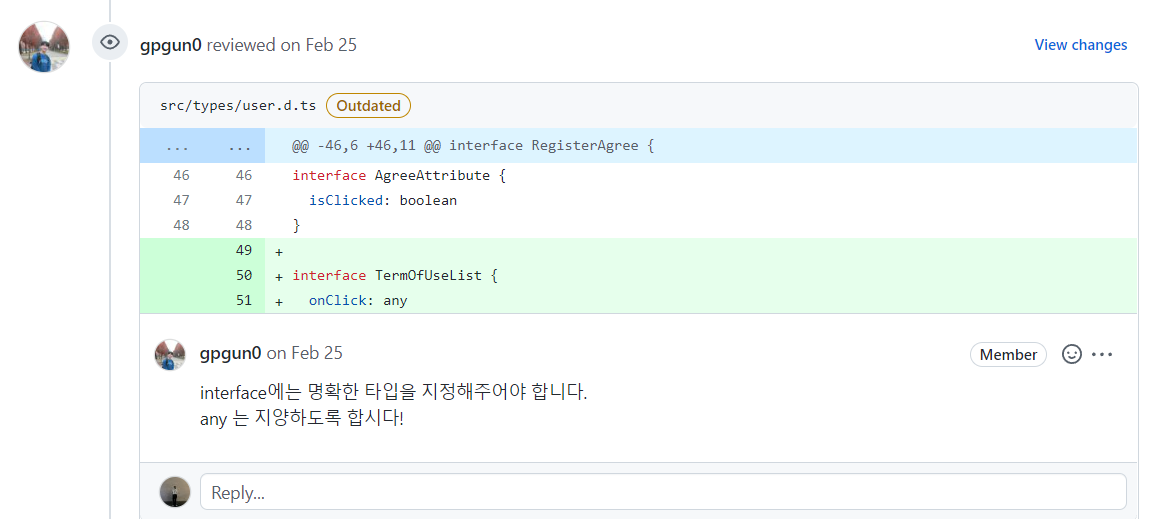 gpgun0 reviewed on Feb 25
View changes
src/types/user.d.ts Outdated
... ... @@ -46,6 +46,11 @@ interface RegisterAgree {
46 46 interface AgreeAttribute {
47 47 isClicked: boolean
48 48 }
49 +
50 + interface TermOfUseList {
51 + onClick: any
gpgun0 on Feb 25
Member
interface에는 명확한 타입을 지정해주어야 합니다.
any 는 지양하도록 합시다!
Reply...